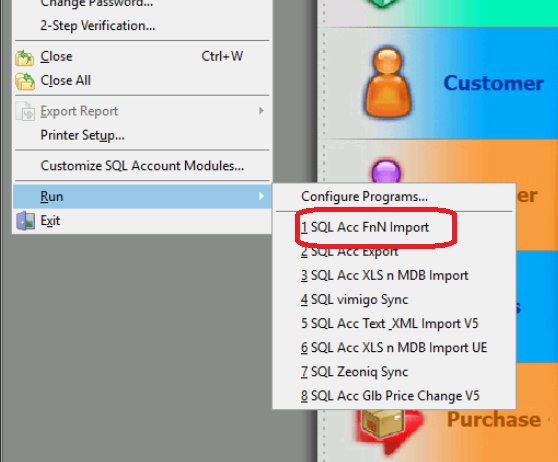 Change Password...
2-Step Verification...
Close Ctrl+W
Close All
Export Report
Printer Setup...
Customize SQL Account Modules...
Run
Exit
Configure Programs...
1 SQL Acc FnN Import
2 SQL Acc Export
3 SQL Acc XLS n MDB Import
4 SQL vimigo Sync
5 SQL Acc Text_XML Import V5
6 SQL Acc XLS n MDB Import UE
7 SQL Zeoniq Sync
8 SQL Acc Glb Price Change V5
Customer
er
s
Purchase